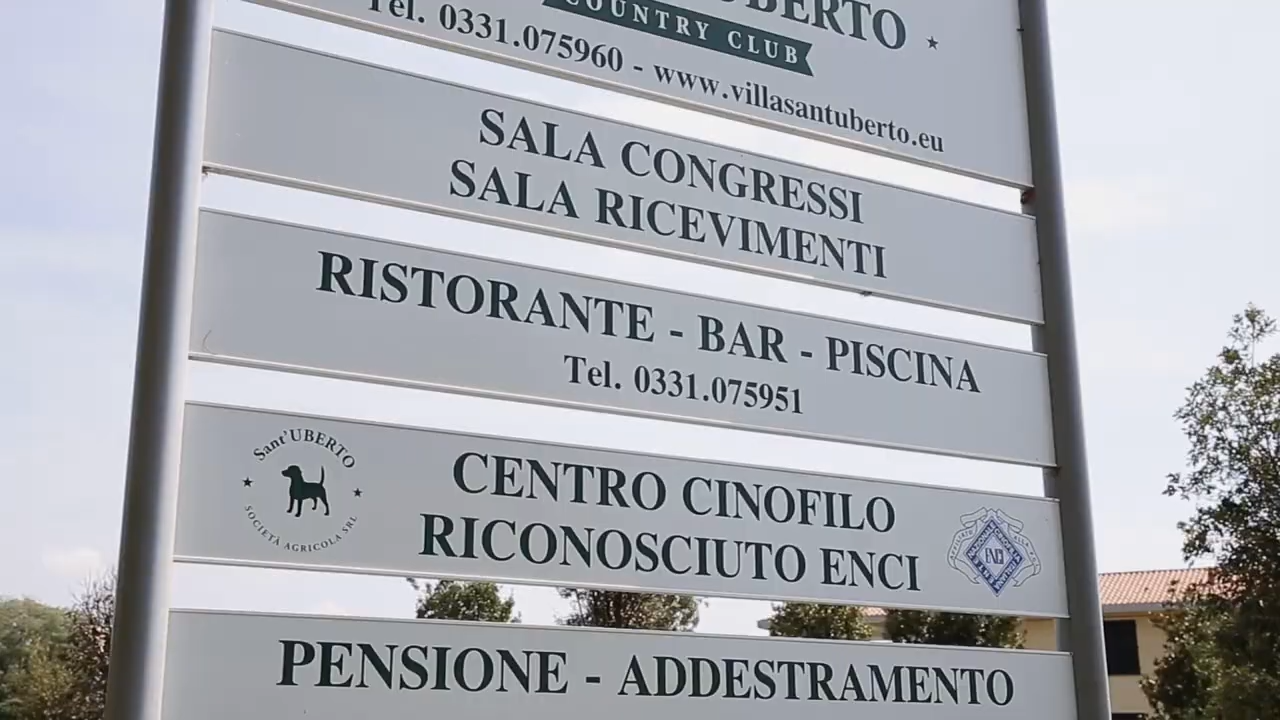 UBERTO
COUNTRY CLUB
Tel. 0331.075960 - www.villasantuberto.eu
SALA CONGRESSI
SALA RICEVIMENTI
RISTORANTE - BAR - PISCINA
Tel. 0331.075951
Sant'UBERTO
SOCIETÀ AGRICOLA SRL
CENTRO CINOFILO
RICONOSCIUTO ENCI
ENCI
PENSIONE - ADDESTRAMENTO